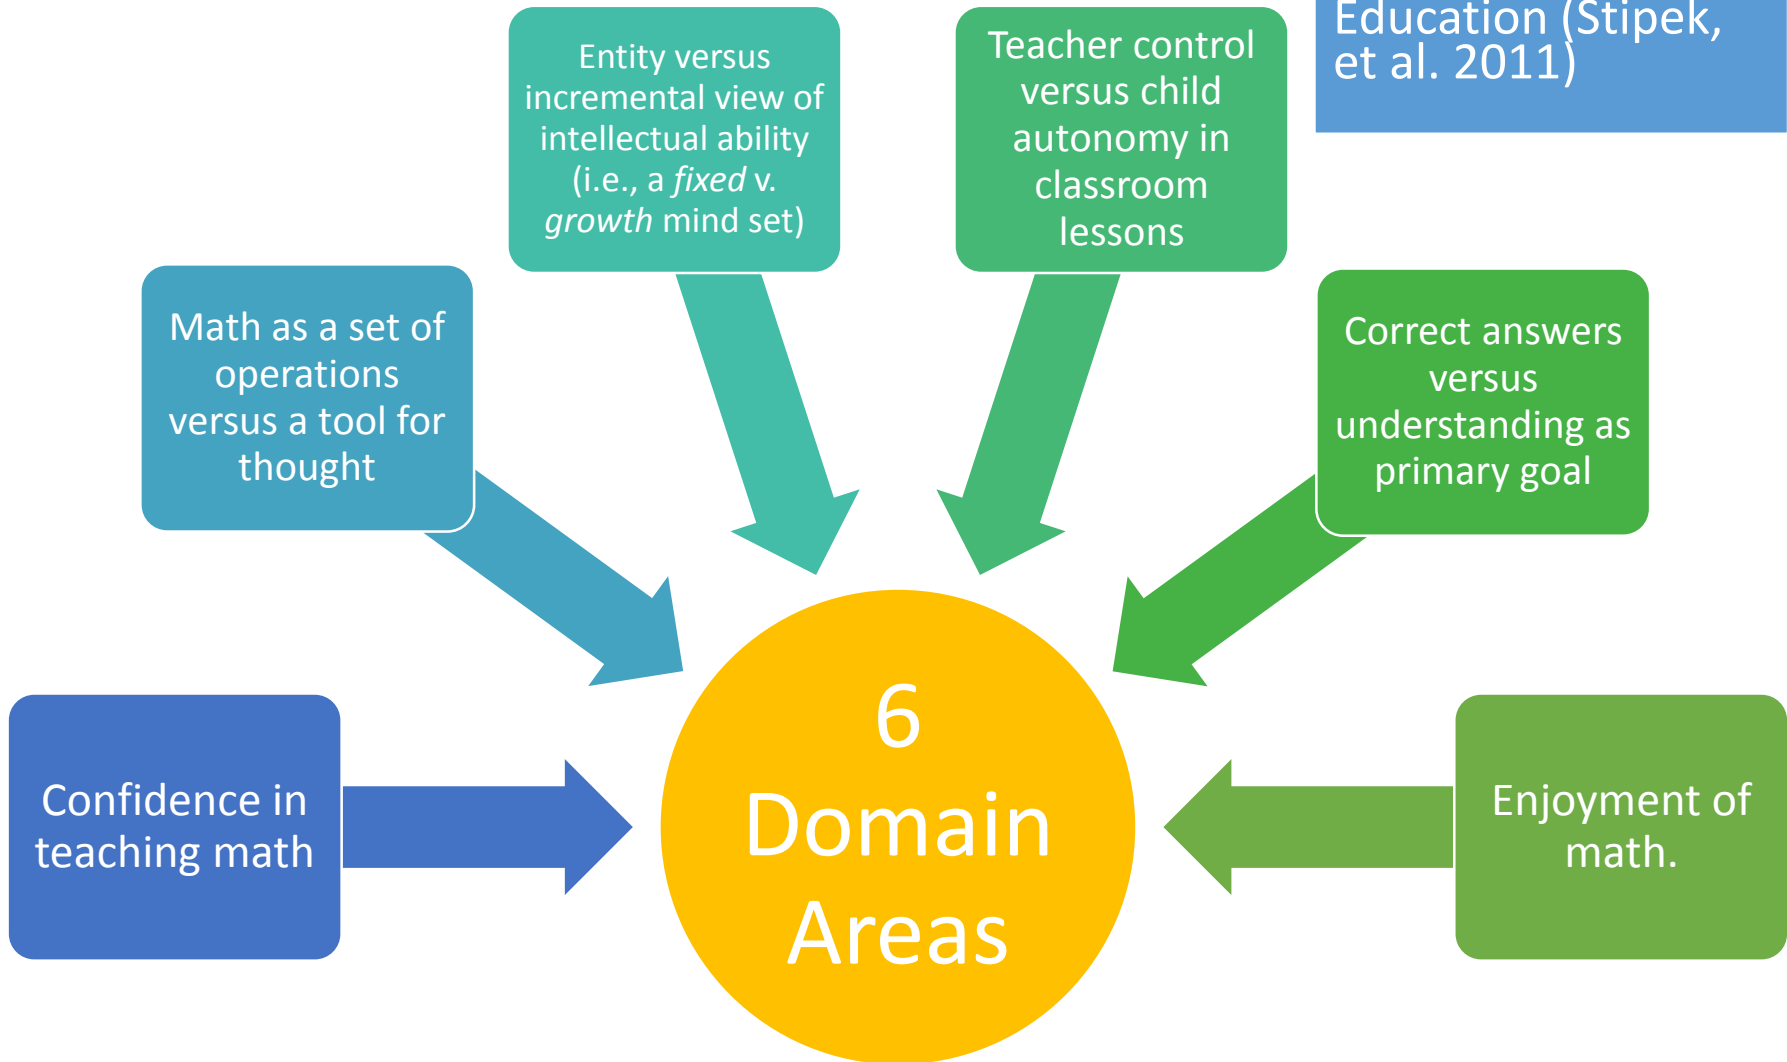 Education (Stipek,
et al. 2011)
Entity versus
incremental view of
intellectual ability
(i.e., a fixed v.
growth mind set)
Teacher control
versus child
autonomy in
classroom
lessons
Math as a set of
operations
versus a tool for
thought
Correct answers
versus
understanding as
primary goal
Confidence in
teaching math
6
Domain
Areas
Enjoyment of
math.